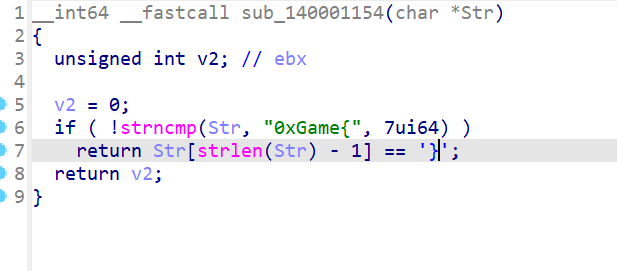 1 __int64 __fastcall sub_140001154(char *Str)
2 {
3   unsigned int v2; // ebx
4
5   v2 = 0;
6   if ( !strncmp(Str, "0xGame{", 7ui64) )
7     return Str[strlen(Str) - 1] == '}';
8   return v2;
9 }